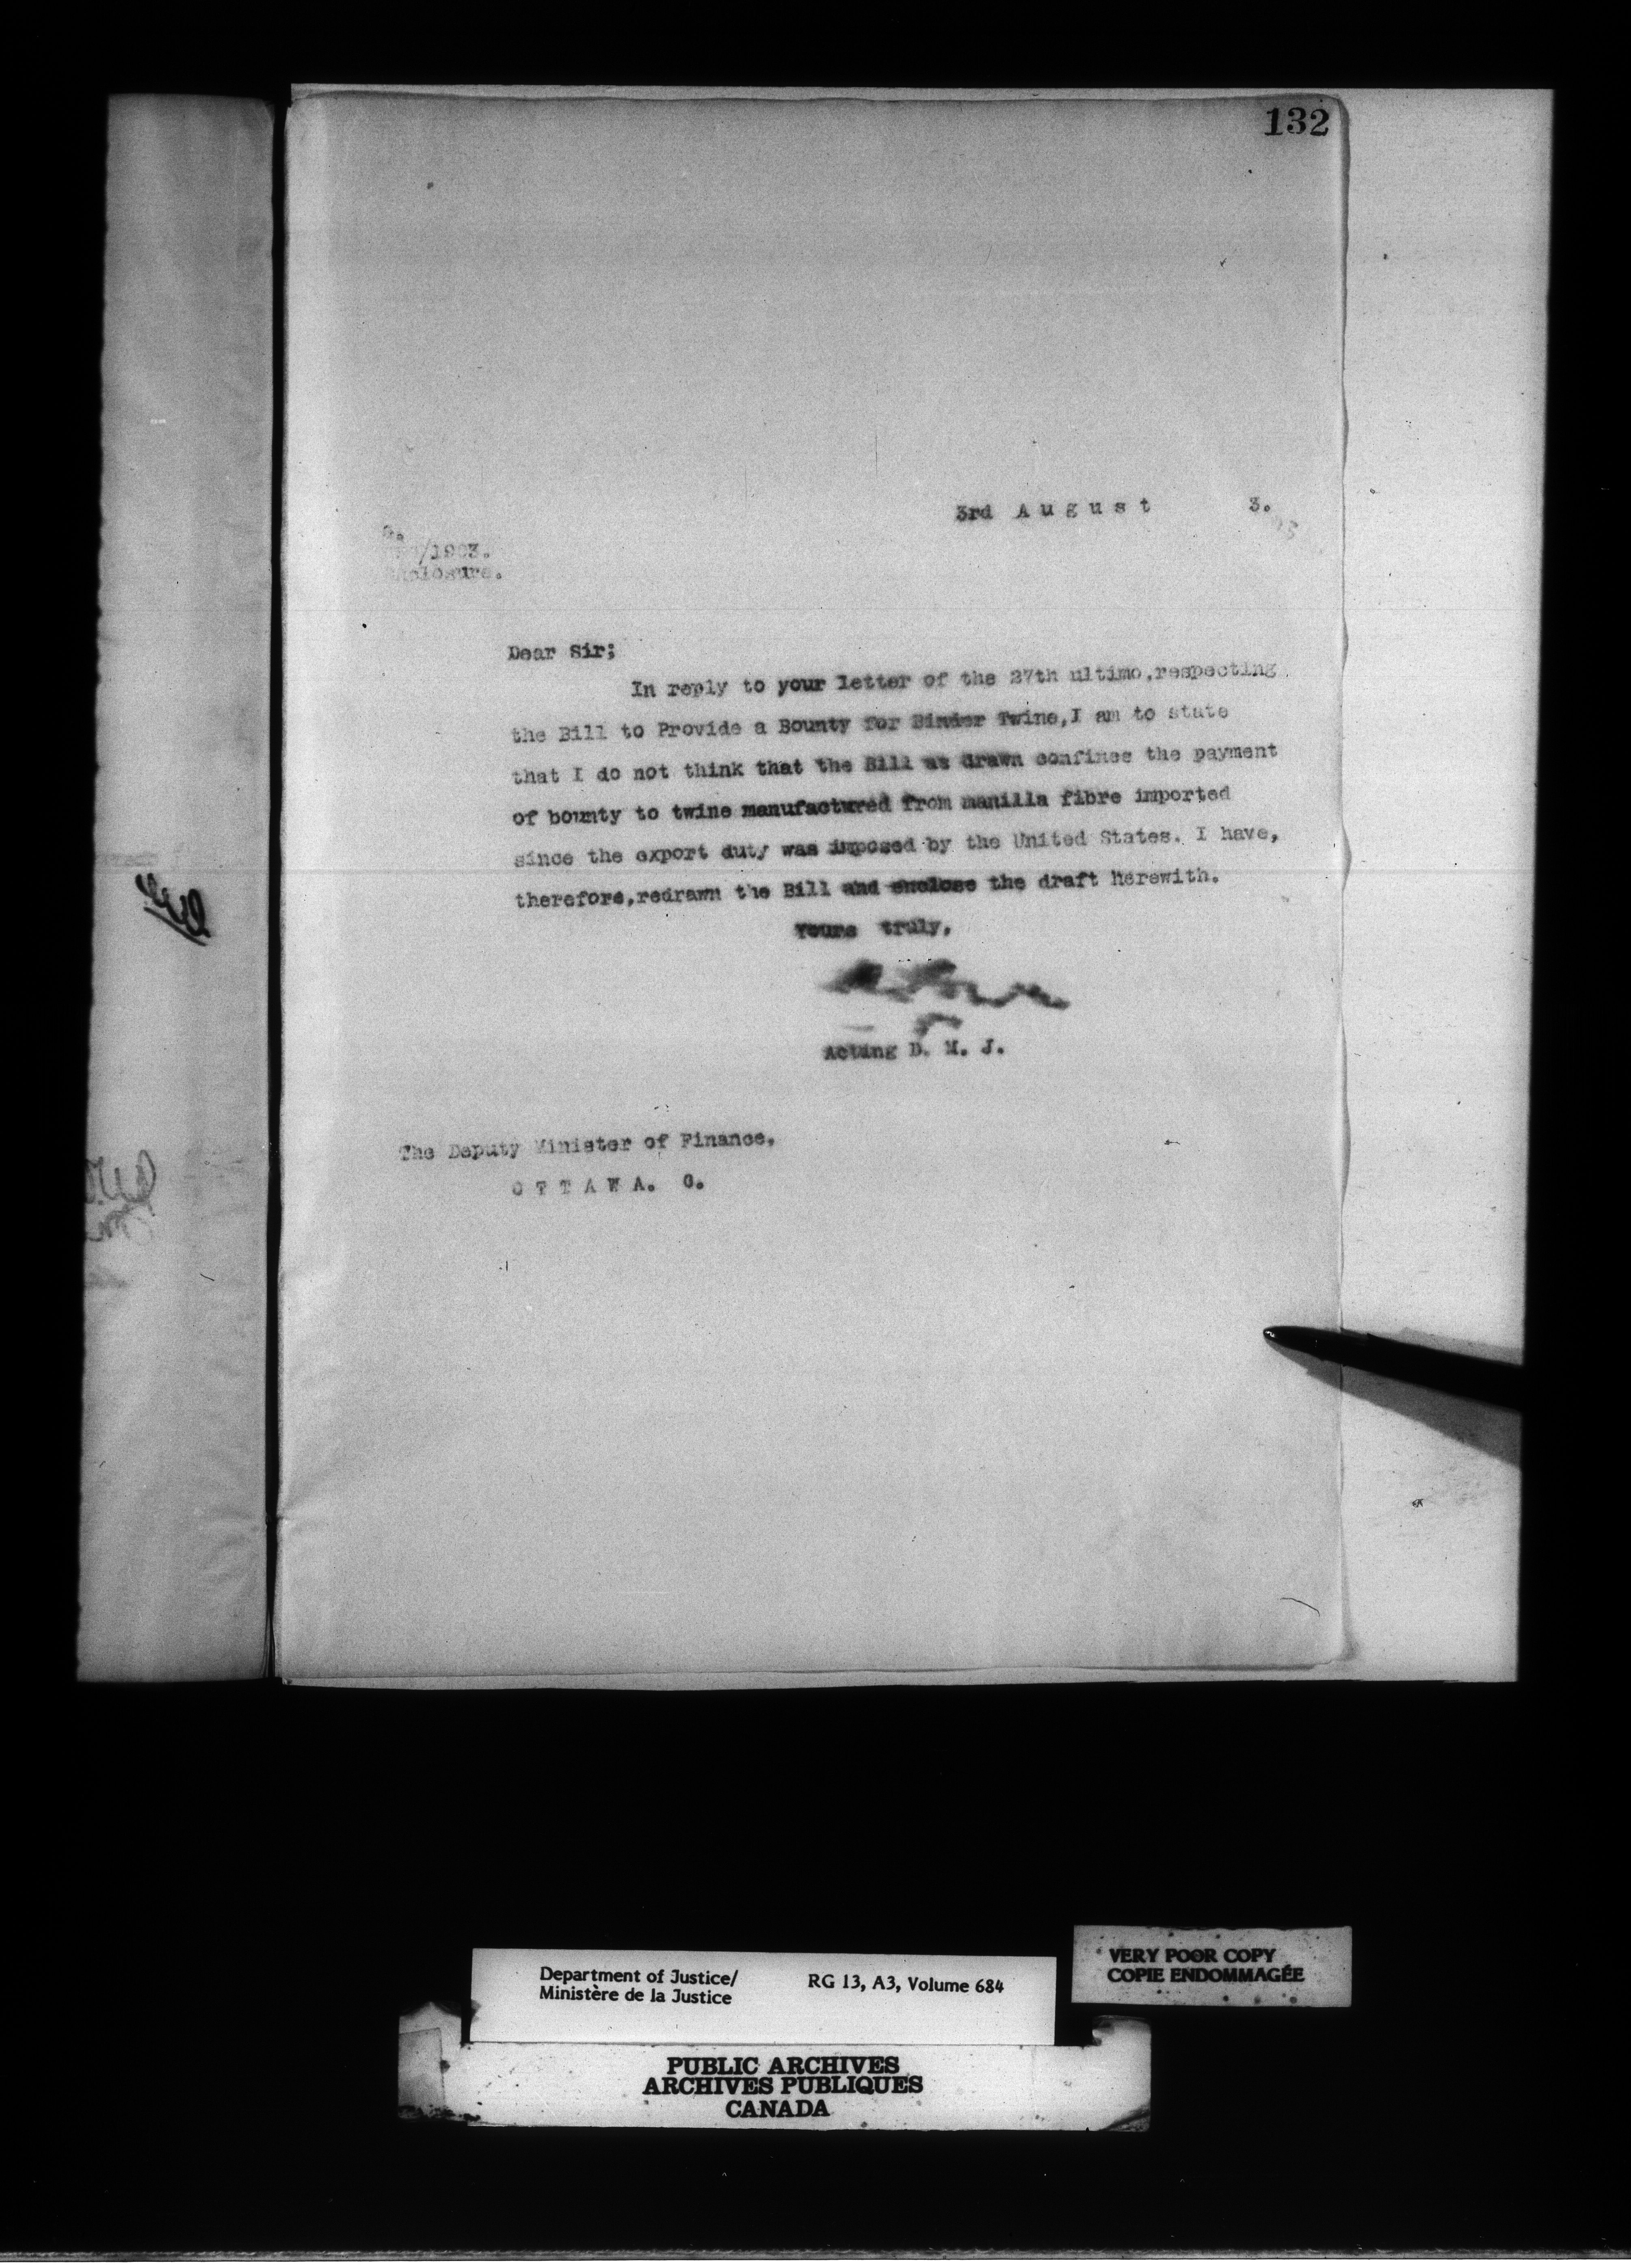 132
3rd August 3.
/1903.
Enclosure.
Dear Sir;
In reply to your letter of the 27th ultimo,respecting
the Bill to Provide a Bounty for Binder Twine,I am to state
that I do not think that the Bill as drawn confines the payment
of bounty to twine manufactured from manilla fibre imported
since the export duty was imposed by the United States. I have,
therefore,redrawn the Bill and enclose the draft herewith.
Yours truly,
Acting D. M. J.
The Deputy Minister of Finance,
OTTAWA. C.
Department of Justice/ RG 13, A3, Volume 684
Ministère de la Justice
VERY POOR COPY
COPIE ENDOMMAGÉE
PUBLIC ARCHIVES
ARCHIVES PUBLIQUES
CANADA